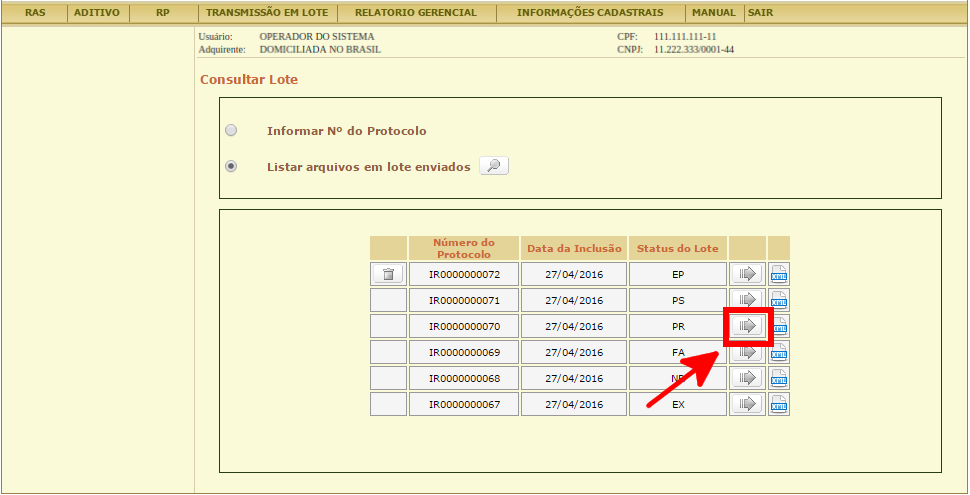 RAS ADITIVO RP TRANSMISSÃO EM LOTE RELATORIO GERENCIAL INFORMAÇÕES CADASTRAIS MANUAL SAIR
Usuário: OPERADOR DO SISTEMA CPF: 111.111.111-11
Adquirente: DOMICILIADA NO BRASIL CNPJ: 11.222.333/0001-44
Consultar Lote
Informar Nº do Protocolo
Listar arquivos em lote enviados
Número do Protocolo Data da Inclusão Status do Lote
IR0000000072 27/04/2016 EP XML
IR0000000071 27/04/2016 PS XML
IR0000000070 27/04/2016 PR XML
IR0000000069 27/04/2016 FA XML
IR0000000068 27/04/2016 XML
IR0000000067 27/04/2016 EX XML